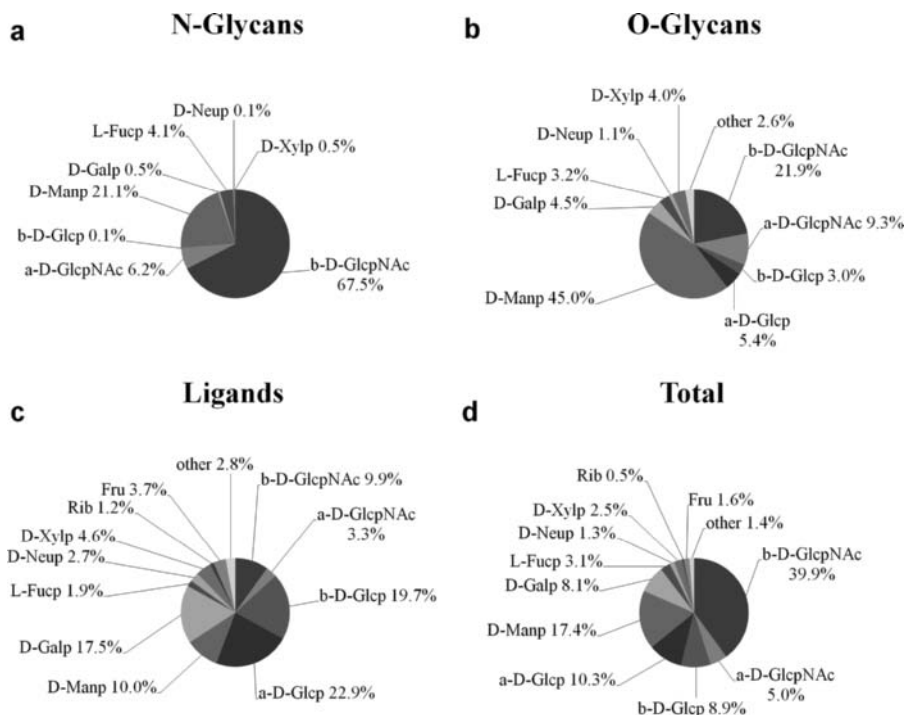 a
N-Glycans
D-Neup 0.1%
L-Fucp 4.1%
D-Xylp 0.5%
D-Galp 0.5%
D-Manp 21.1%
b-D-Glcp 0.1%
a-D-GlcpNAc 6.2%
b-D-GlcpNAc
67.5%
b
O-Glycans
D-Xylp 4.0%
other 2.6%
D-Neup 1.1%
b-D-GlcpNAc
21.9%
L-Fucp 3.2%
D-Galp 4.5%
a-D-GlcpNAc 9.3%
b-D-Glcp 3.0%
D-Manp 45.0%
a-D-Glcp
5.4%
c
Ligands
other 2.8%
b-D-GlcpNAc 9.9%
Fru 3.7%
Rib 1.2%
a-D-GlcpNAc
3.3%
D-Xylp 4.6%
D-Neup 2.7%
L-Fucp 1.9%
b-D-Glcp 19.7%
D-Galp 17.5%
D-Manp 10.0%
a-D-Glcp 22.9%
d
Total
Rib 0.5%
Fru 1.6%
D-Xylp 2.5%
other 1.4%
D-Neup 1.3%
b-D-GlcpNAc
39.9%
L-Fucp 3.1%
D-Galp 8.1%
D-Manp 17.4%
a-D-Glcp 10.3%
a-D-GlcpNAc
5.0%
b-D-Glcp 8.9%